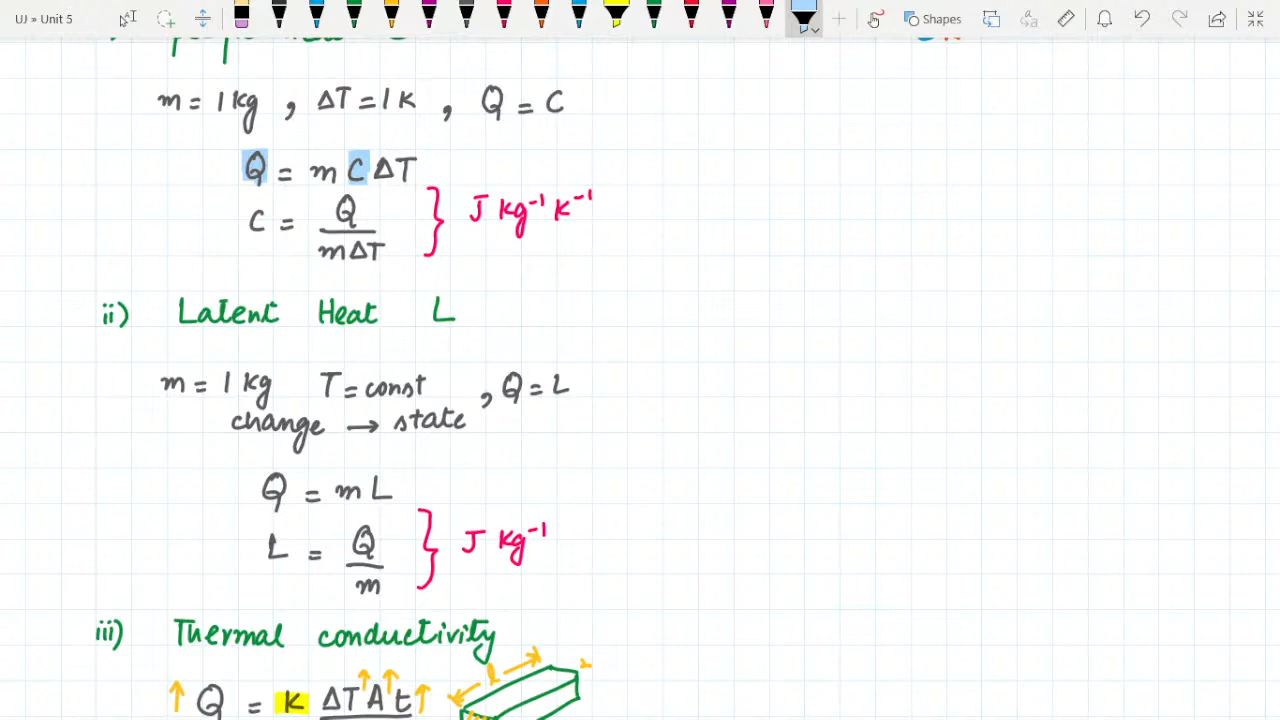 UJ » Unit 5
Shapes
m = 1 kg , ΔT = 1 K , Q = C
Q = m C ΔT
C = Q / mΔT } J kg⁻¹ K⁻¹
ii) Latent Heat L
m = 1 kg T = const , Q = L
change → state
Q = m L
L = Q / m } J kg⁻¹
iii) Thermal conductivity
l
↑ Q = K ΔT↑ A↑ t ↑